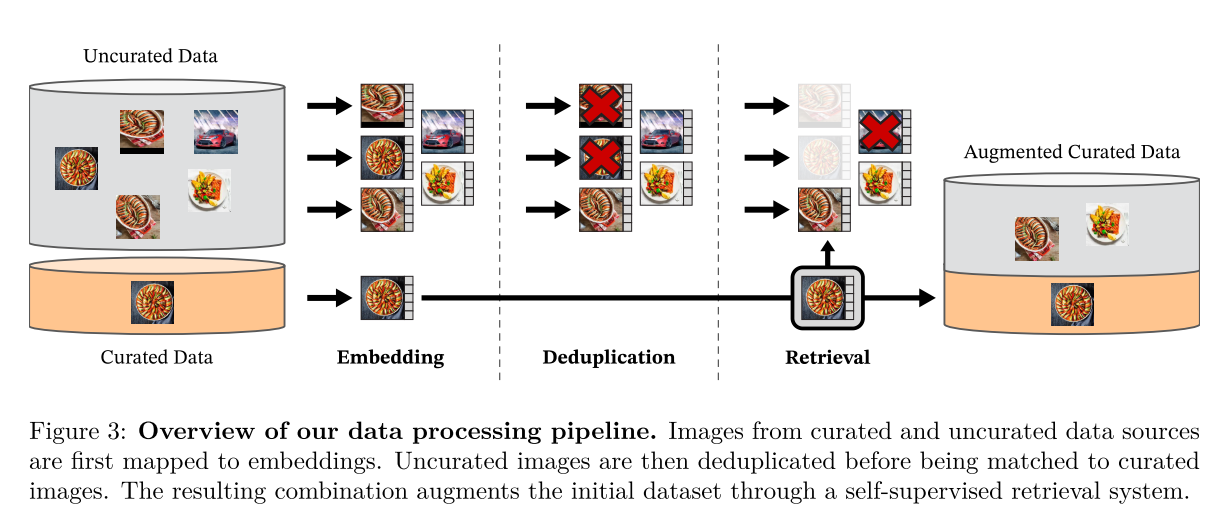 Uncurated Data
Augmented Curated Data
Curated Data
Embedding
Deduplication
Retrieval
Figure 3: Overview of our data processing pipeline. Images from curated and uncurated data sources
are first mapped to embeddings. Uncurated images are then deduplicated before being matched to curated
images. The resulting combination augments the initial dataset through a self-supervised retrieval system.